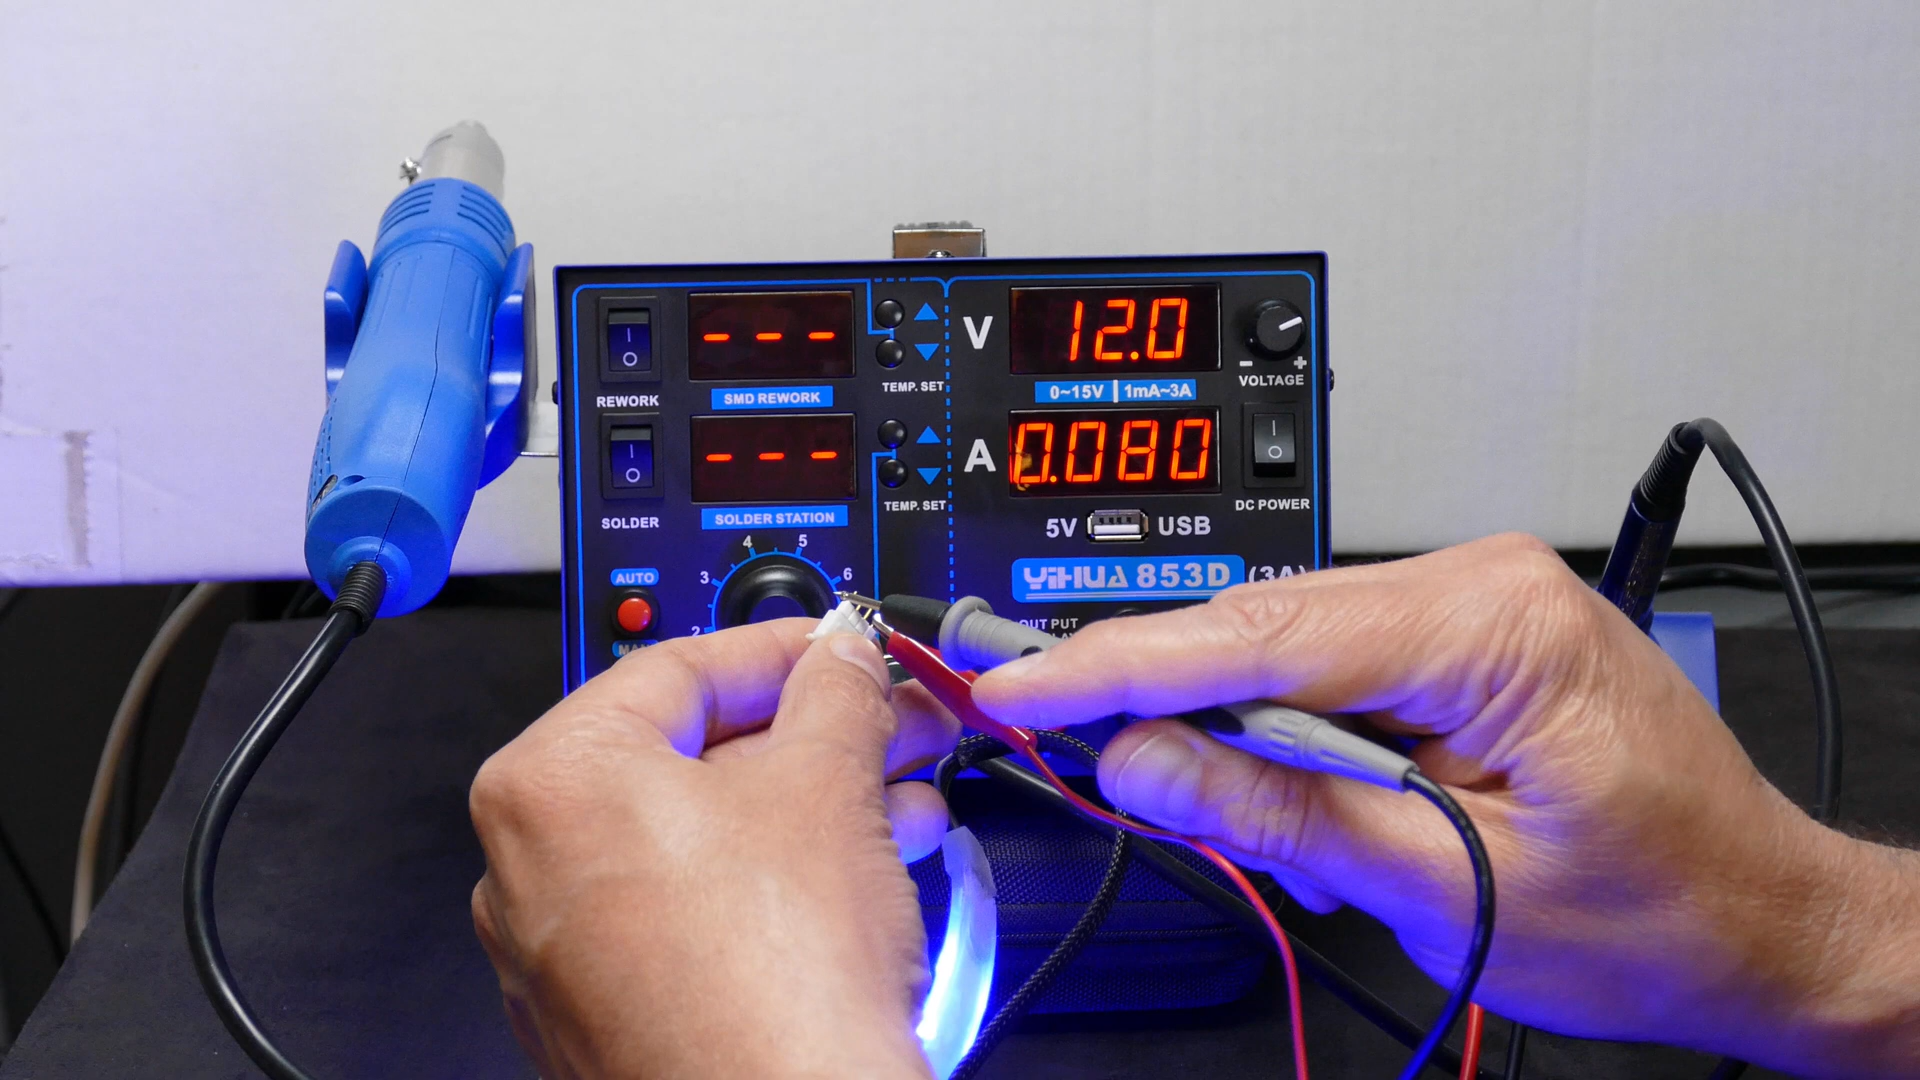 - - -
TEMP. SET
REWORK
SMD REWORK
- - -
TEMP. SET
SOLDER
SOLDER STATION
AUTO
2
3
4
5
6
V
12.0
- +
VOLTAGE
0~15V | 1mA~3A
A
0.080
DC POWER
5V USB
YIHUA 853D (3A)
OUT PUT